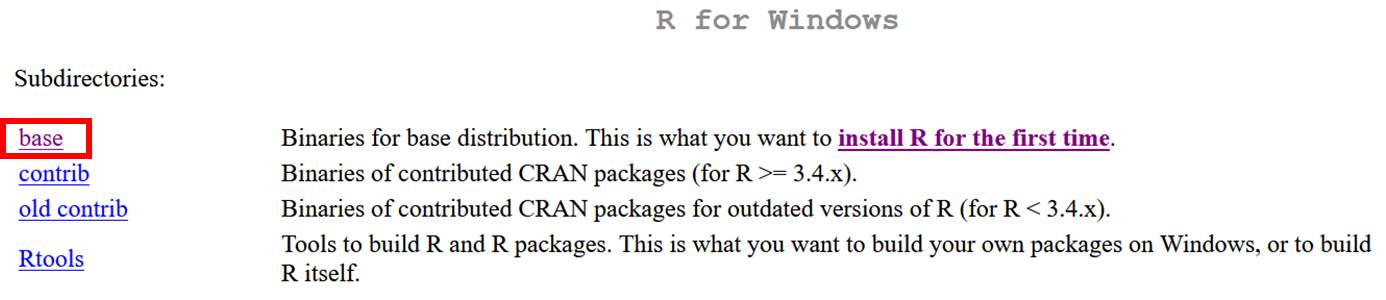 R for Windows
Subdirectories:
base Binaries for base distribution. This is what you want to install R for the first time.
contrib Binaries of contributed CRAN packages (for R >= 3.4.x).
old contrib Binaries of contributed CRAN packages for outdated versions of R (for R < 3.4.x).
Rtools Tools to build R and R packages. This is what you want to build your own packages on Windows, or to build
R itself.